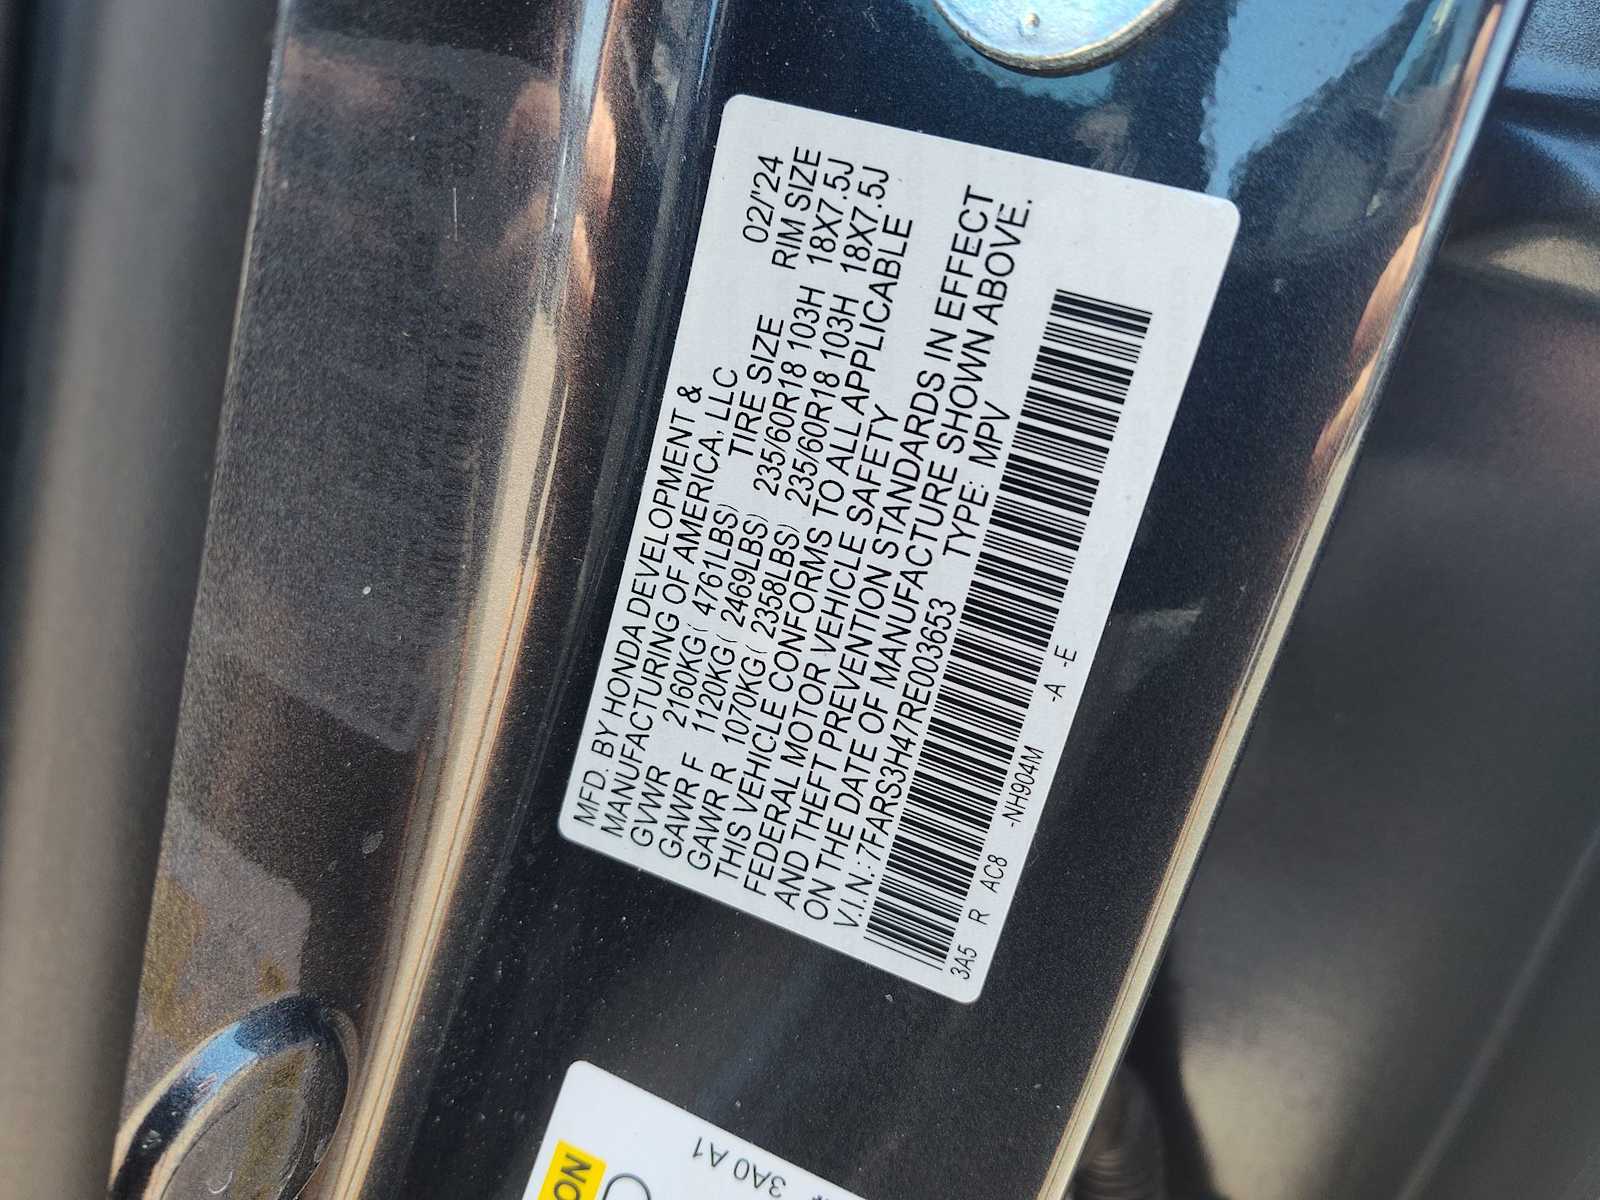 MFD. BY HONDA DEVELOPMENT &
MANUFACTURING OF AMERICA, LLC 02/'24
GVWR 2160KG( 4761LBS) TIRE SIZE RIM SIZE
GAWR F 1120KG( 2469LBS) 235/60R18 103H 18X7.5J
GAWR R 1070KG( 2358LBS) 235/60R18 103H 18X7.5J
THIS VEHICLE CONFORMS TO ALL APPLICABLE
FEDERAL MOTOR VEHICLE SAFETY
AND THEFT PREVENTION STANDARDS IN EFFECT
ON THE DATE OF MANUFACTURE SHOWN ABOVE.
V.I.N.:7FARS3H47RE003653 TYPE: MPV
3A5 R AC8 -NH904M -A -E
3A0 A1